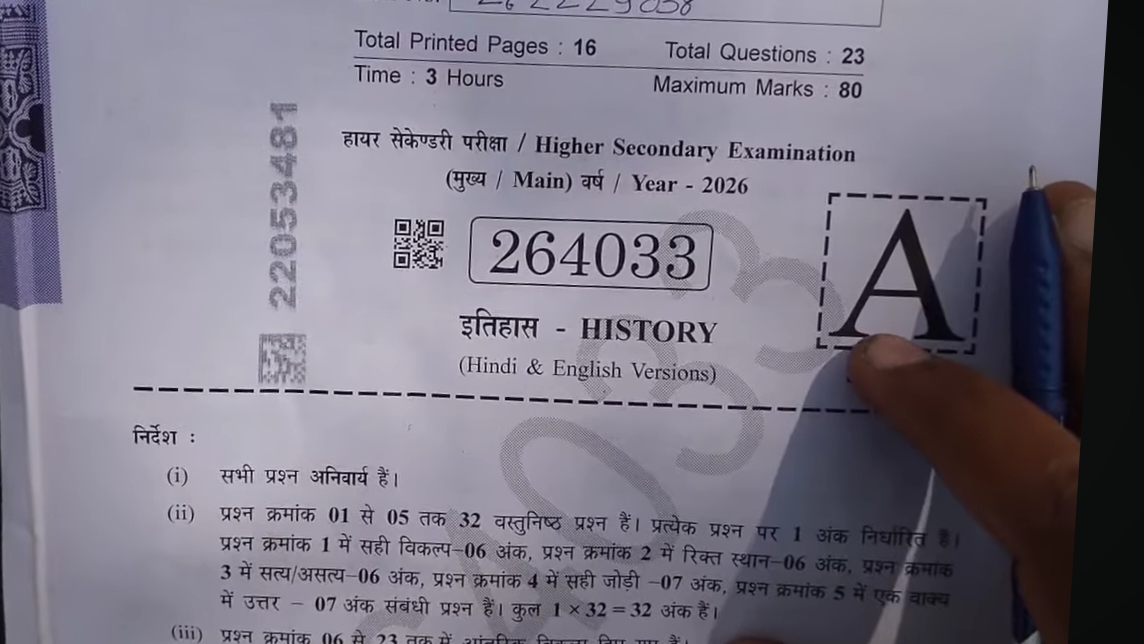 Total Printed Pages : 16
Total Questions : 23
Time : 3 Hours
Maximum Marks : 80
22053481
हायर सेकेण्डरी परीक्षा / Higher Secondary Examination
(मुख्य / Main) वर्ष / Year - 2026
264033
A
इतिहास - HISTORY
(Hindi & English Versions)
निर्देश :
(i) सभी प्रश्न अनिवार्य हैं।
(ii) प्रश्न क्रमांक 01 से 05 तक 32 वस्तुनिष्ठ प्रश्न हैं। प्रत्येक प्रश्न पर 1 अंक निर्धारित है।
प्रश्न क्रमांक 1 में सही विकल्प-06 अंक, प्रश्न क्रमांक 2 में रिक्त स्थान-06 अंक, प्रश्न क्रमांक
3 में सत्य/असत्य-06 अंक, प्रश्न क्रमांक 4 में सही जोड़ी -07 अंक, प्रश्न क्रमांक 5 में एक वाक्य
में उत्तर - 07 अंक संबंधी प्रश्न हैं। कुल 1 × 32 = 32 अंक हैं।
(iii) प्रश्न क्रमांक 06 से 23 तक में आंतरिक विकल्प दिए गए हैं।